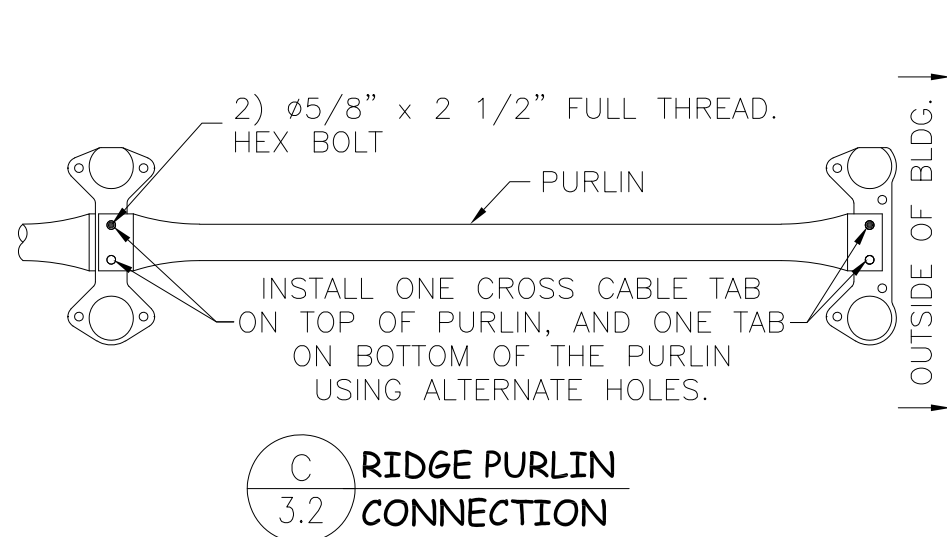 2) ø5/8” x 2 1/2” FULL THREAD.
HEX BOLT
PURLIN
INSTALL ONE CROSS CABLE TAB
ON TOP OF PURLIN, AND ONE TAB
ON BOTTOM OF THE PURLIN
USING ALTERNATE HOLES.
OUTSIDE OF BLDG.
C
3.2
RIDGE PURLIN
CONNECTION